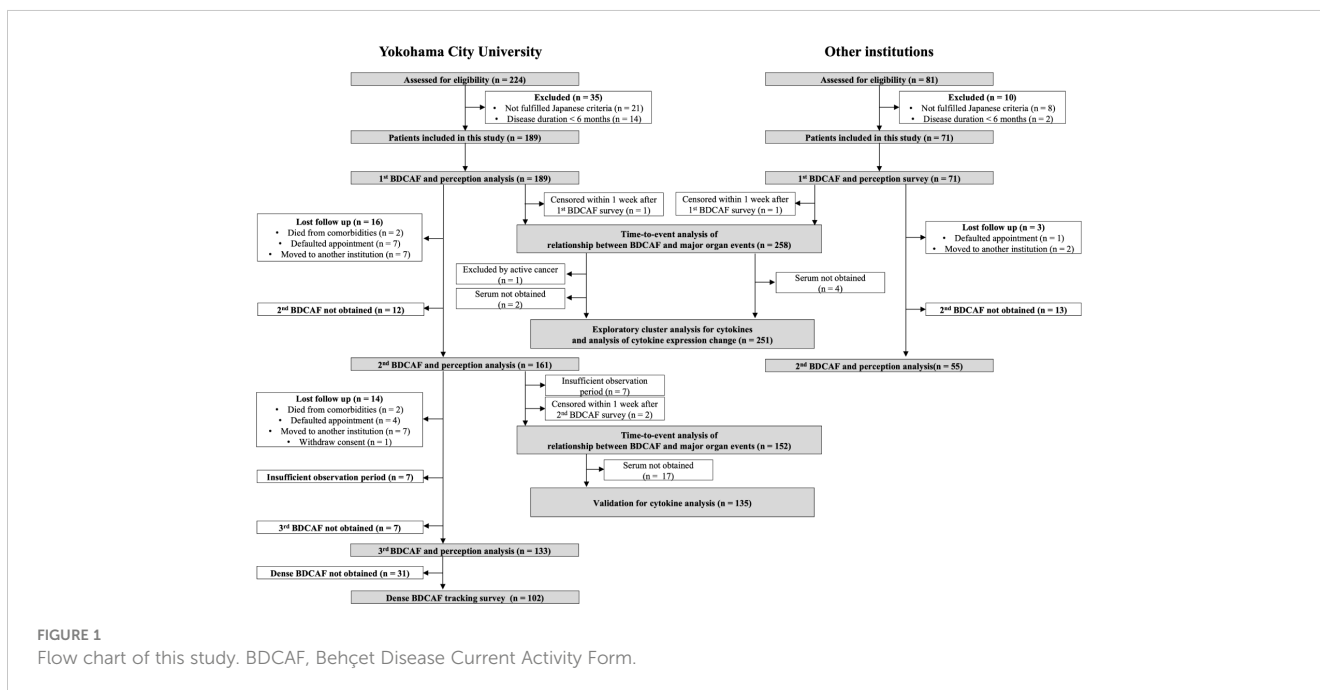 Yokohama City University
Assessed for eligibility (n = 224)
Excluded (n = 35)
• Not fulfilled Japanese criteria (n = 21)
• Disease duration < 6 months (n = 14)
Patients included in this study (n = 189)
1st BDCAF and perception analysis (n = 189)
Other institutions
Assessed for eligibility (n = 81)
Excluded (n = 10)
• Not fulfilled Japanese criteria (n = 8)
• Disease duration < 6 months (n = 2)
Patients included in this study (n = 71)
1st BDCAF and perception survey (n = 71)
Censored within 1 week after
1st BDCAF survey (n = 1)
Censored within 1 week after
1st BDCAF survey (n = 1)
Lost follow up (n = 16)
• Died from comorbidities (n = 2)
• Defaulted appointment (n = 7)
• Moved to another institution (n = 7)
Time-to-event analysis of
relationship between BDCAF and major organ events (n = 258)
Lost follow up (n = 3)
• Defaulted appointment (n = 1)
• Moved to another institution (n = 2)
Excluded by active cancer
(n = 1)
Serum not obtained
(n = 2)
Serum not obtained
(n = 4)
2nd BDCAF not obtained (n = 12)
2nd BDCAF not obtained (n = 13)
Exploratory cluster analysis for cytokines
and analysis of cytokine expression change (n = 251)
2nd BDCAF and perception analysis (n = 161)
2nd BDCAF and perception analysis(n = 55)
Insufficient observation
period (n = 7)
Censored within 1 week after
2nd BDCAF survey (n = 2)
Lost follow up (n = 14)
• Died from comorbidities (n = 2)
• Defaulted appointment (n = 4)
• Moved to another institution (n = 7)
• Withdraw consent (n = 1)
Time-to-event analysis of
relationship between BDCAF and major organ events (n = 152)
Serum not obtained
(n = 17)
Insufficient observation period (n = 7)
Validation for cytokine analysis (n = 135)
3rd BDCAF not obtained (n = 7)
3rd BDCAF and perception analysis (n = 133)
Dense BDCAF not obtained (n = 31)
Dense BDCAF tracking survey (n = 102)
FIGURE 1
Flow chart of this study. BDCAF, Behçet Disease Current Activity Form.